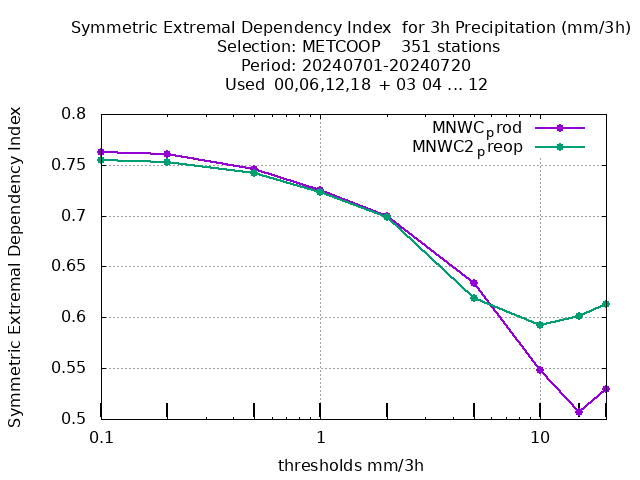 Symmetric Extremal Dependency Index  for 3h Precipitation (mm/3h)
Selection: METCOOP    351 stations
Period: 20240701-20240720
Used  00,06,12,18 + 03 04 ... 12
Symmetric Extremal Dependency Index
0.8
0.75
0.7
0.65
0.6
0.55
0.5
MNWCprod
MNWC2preop
0.1
1
10
thresholds mm/3h